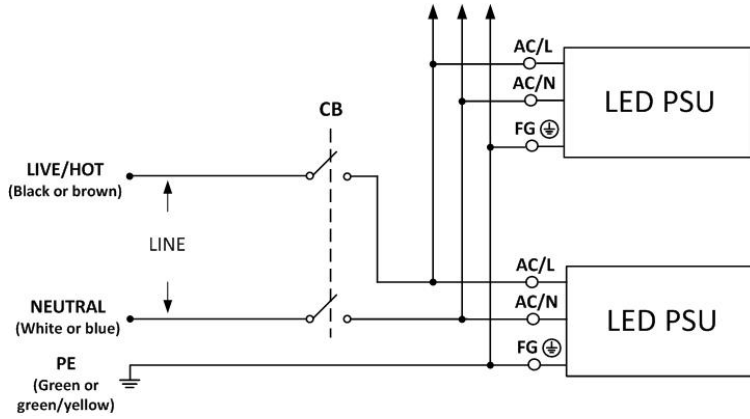 AC/L
AC/N
FG
LED PSU
CB
LIVE/HOT
(Black or brown)
LINE
NEUTRAL
(White or blue)
PE
(Green or
green/yellow)
AC/L
AC/N
FG
LED PSU